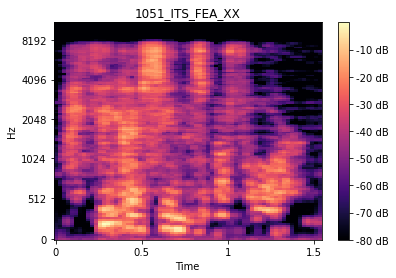 1051_ITS_FEA_XX
8192
4096
2048
1024
512
0
Hz
0
0.5
1
1.5
Time
-10 dB
-20 dB
-30 dB
-40 dB
-50 dB
-60 dB
-70 dB
-80 dB